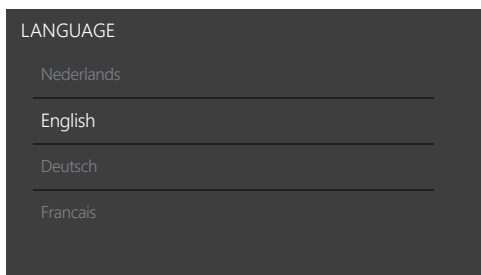 LANGUAGE
Nederlands
English
Deutsch
Francais